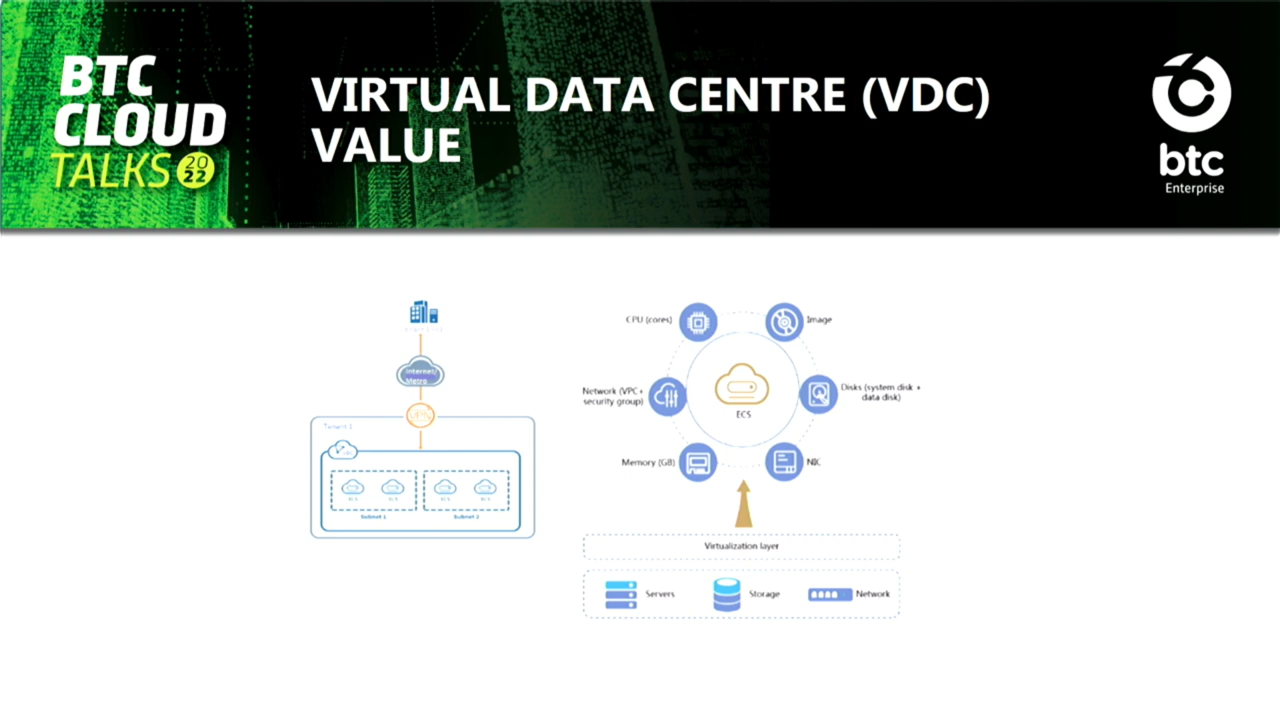 BTC
CLOUD
TALKS 20
22
VIRTUAL DATA CENTRE (VDC)
VALUE
btc
Enterprise
Internet/
Metro
VPN
Tenant 1
Subnet 1
Subnet 2
CPU (cores)
Image
Network (VPC+
security group)
ECS
Disks (system disk +
data disk)
Memory (GB)
NIC
Virtualization layer
Servers
Storage
Network